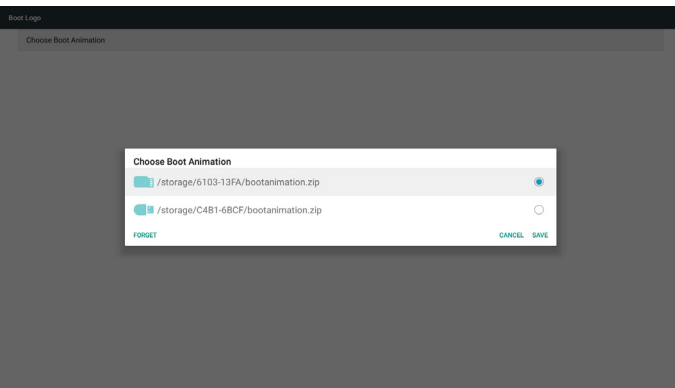 Boot Logo
Choose Boot Animation
Choose Boot Animation
/storage/6103-13FA/bootanimation.zip
/storage/C4B1-6BCF/bootanimation.zip
FORGET CANCEL SAVE